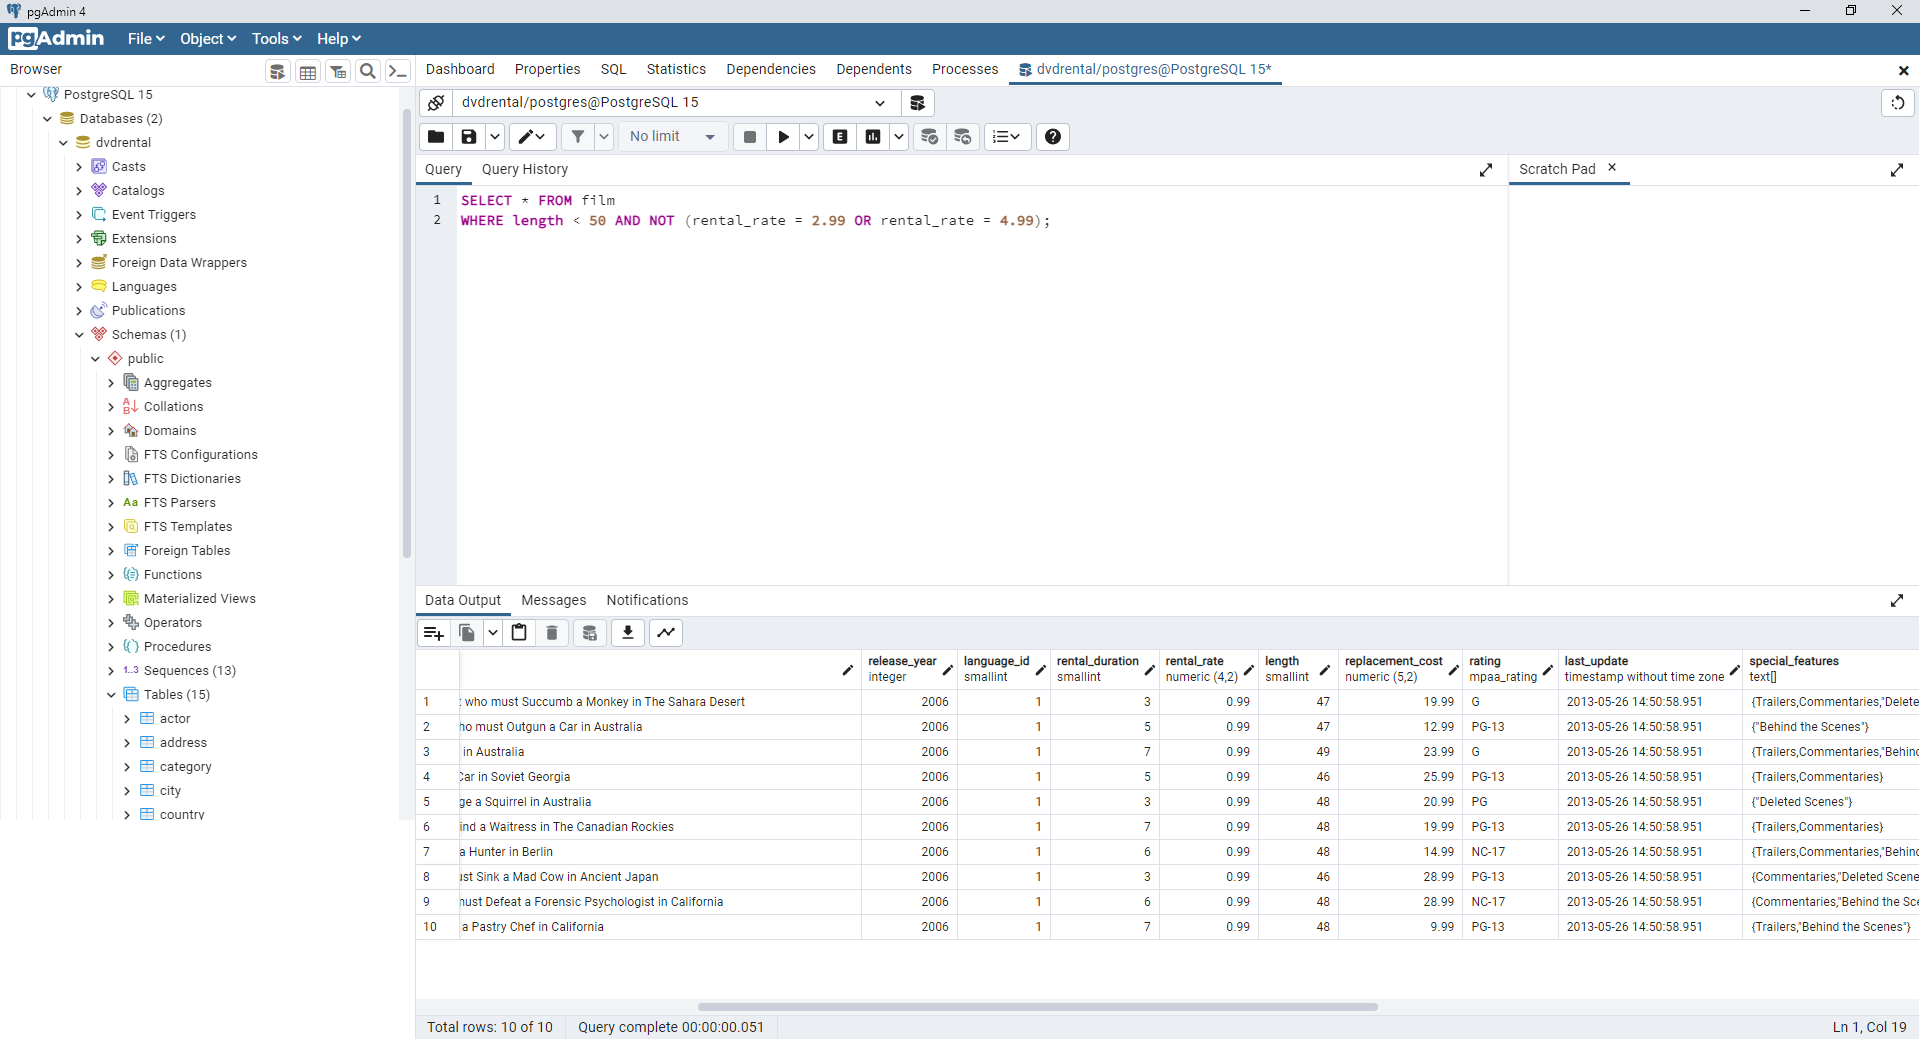 pgAdmin 4
pgAdmin File Object Tools Help
Browser
PostgreSQL 15
Databases (2)
dvdrental
Casts
Catalogs
Event Triggers
Extensions
Foreign Data Wrappers
Languages
Publications
Schemas (1)
public
Aggregates
Collations
Domains
FTS Configurations
FTS Dictionaries
Aa FTS Parsers
FTS Templates
Foreign Tables
Functions
Materialized Views
Operators
Procedures
1..3 Sequences (13)
Tables (15)
actor
address
category
city
country
Dashboard Properties SQL Statistics Dependencies Dependents Processes dvdrental/postgres@PostgreSQL 15*
dvdrental/postgres@PostgreSQL 15
No limit E
Query Query History
Scratch Pad
1 SELECT * FROM film
2 WHERE length < 50 AND NOT (rental_rate = 2.99 OR rental_rate = 4.99);
Data Output Messages Notifications
release_year language_id rental_duration rental_rate length replacement_cost rating last_update special_features
integer smallint smallint numeric (4,2) smallint numeric (5,2) mpaa_rating timestamp without time zone text[]
1 t who must Succumb a Monkey in The Sahara Desert 2006 1 3 0.99 47 19.99 G 2013-05-26 14:50:58.951 {Trailers,Commentaries,"Delete
2 ho must Outgun a Car in Australia 2006 1 5 0.99 47 12.99 PG-13 2013-05-26 14:50:58.951 {"Behind the Scenes"}
3 in Australia 2006 1 7 0.99 49 23.99 G 2013-05-26 14:50:58.951 {Trailers,Commentaries,"Behind
4 Car in Soviet Georgia 2006 1 5 0.99 46 25.99 PG-13 2013-05-26 14:50:58.951 {Trailers,Commentaries}
5 ge a Squirrel in Australia 2006 1 3 0.99 48 20.99 PG 2013-05-26 14:50:58.951 {"Deleted Scenes"}
6 ind a Waitress in The Canadian Rockies 2006 1 7 0.99 48 19.99 PG-13 2013-05-26 14:50:58.951 {Trailers,Commentaries}
7 a Hunter in Berlin 2006 1 6 0.99 48 14.99 NC-17 2013-05-26 14:50:58.951 {Trailers,Commentaries,"Behind
8 ust Sink a Mad Cow in Ancient Japan 2006 1 3 0.99 46 28.99 PG-13 2013-05-26 14:50:58.951 {Commentaries,"Deleted Scene
9 must Defeat a Forensic Psychologist in California 2006 1 6 0.99 48 28.99 NC-17 2013-05-26 14:50:58.951 {Commentaries,"Behind the Sce
10 a Pastry Chef in California 2006 1 7 0.99 48 9.99 PG-13 2013-05-26 14:50:58.951 {Trailers,"Behind the Scenes"}
Total rows: 10 of 10 Query complete 00:00:00.051 Ln 1, Col 19